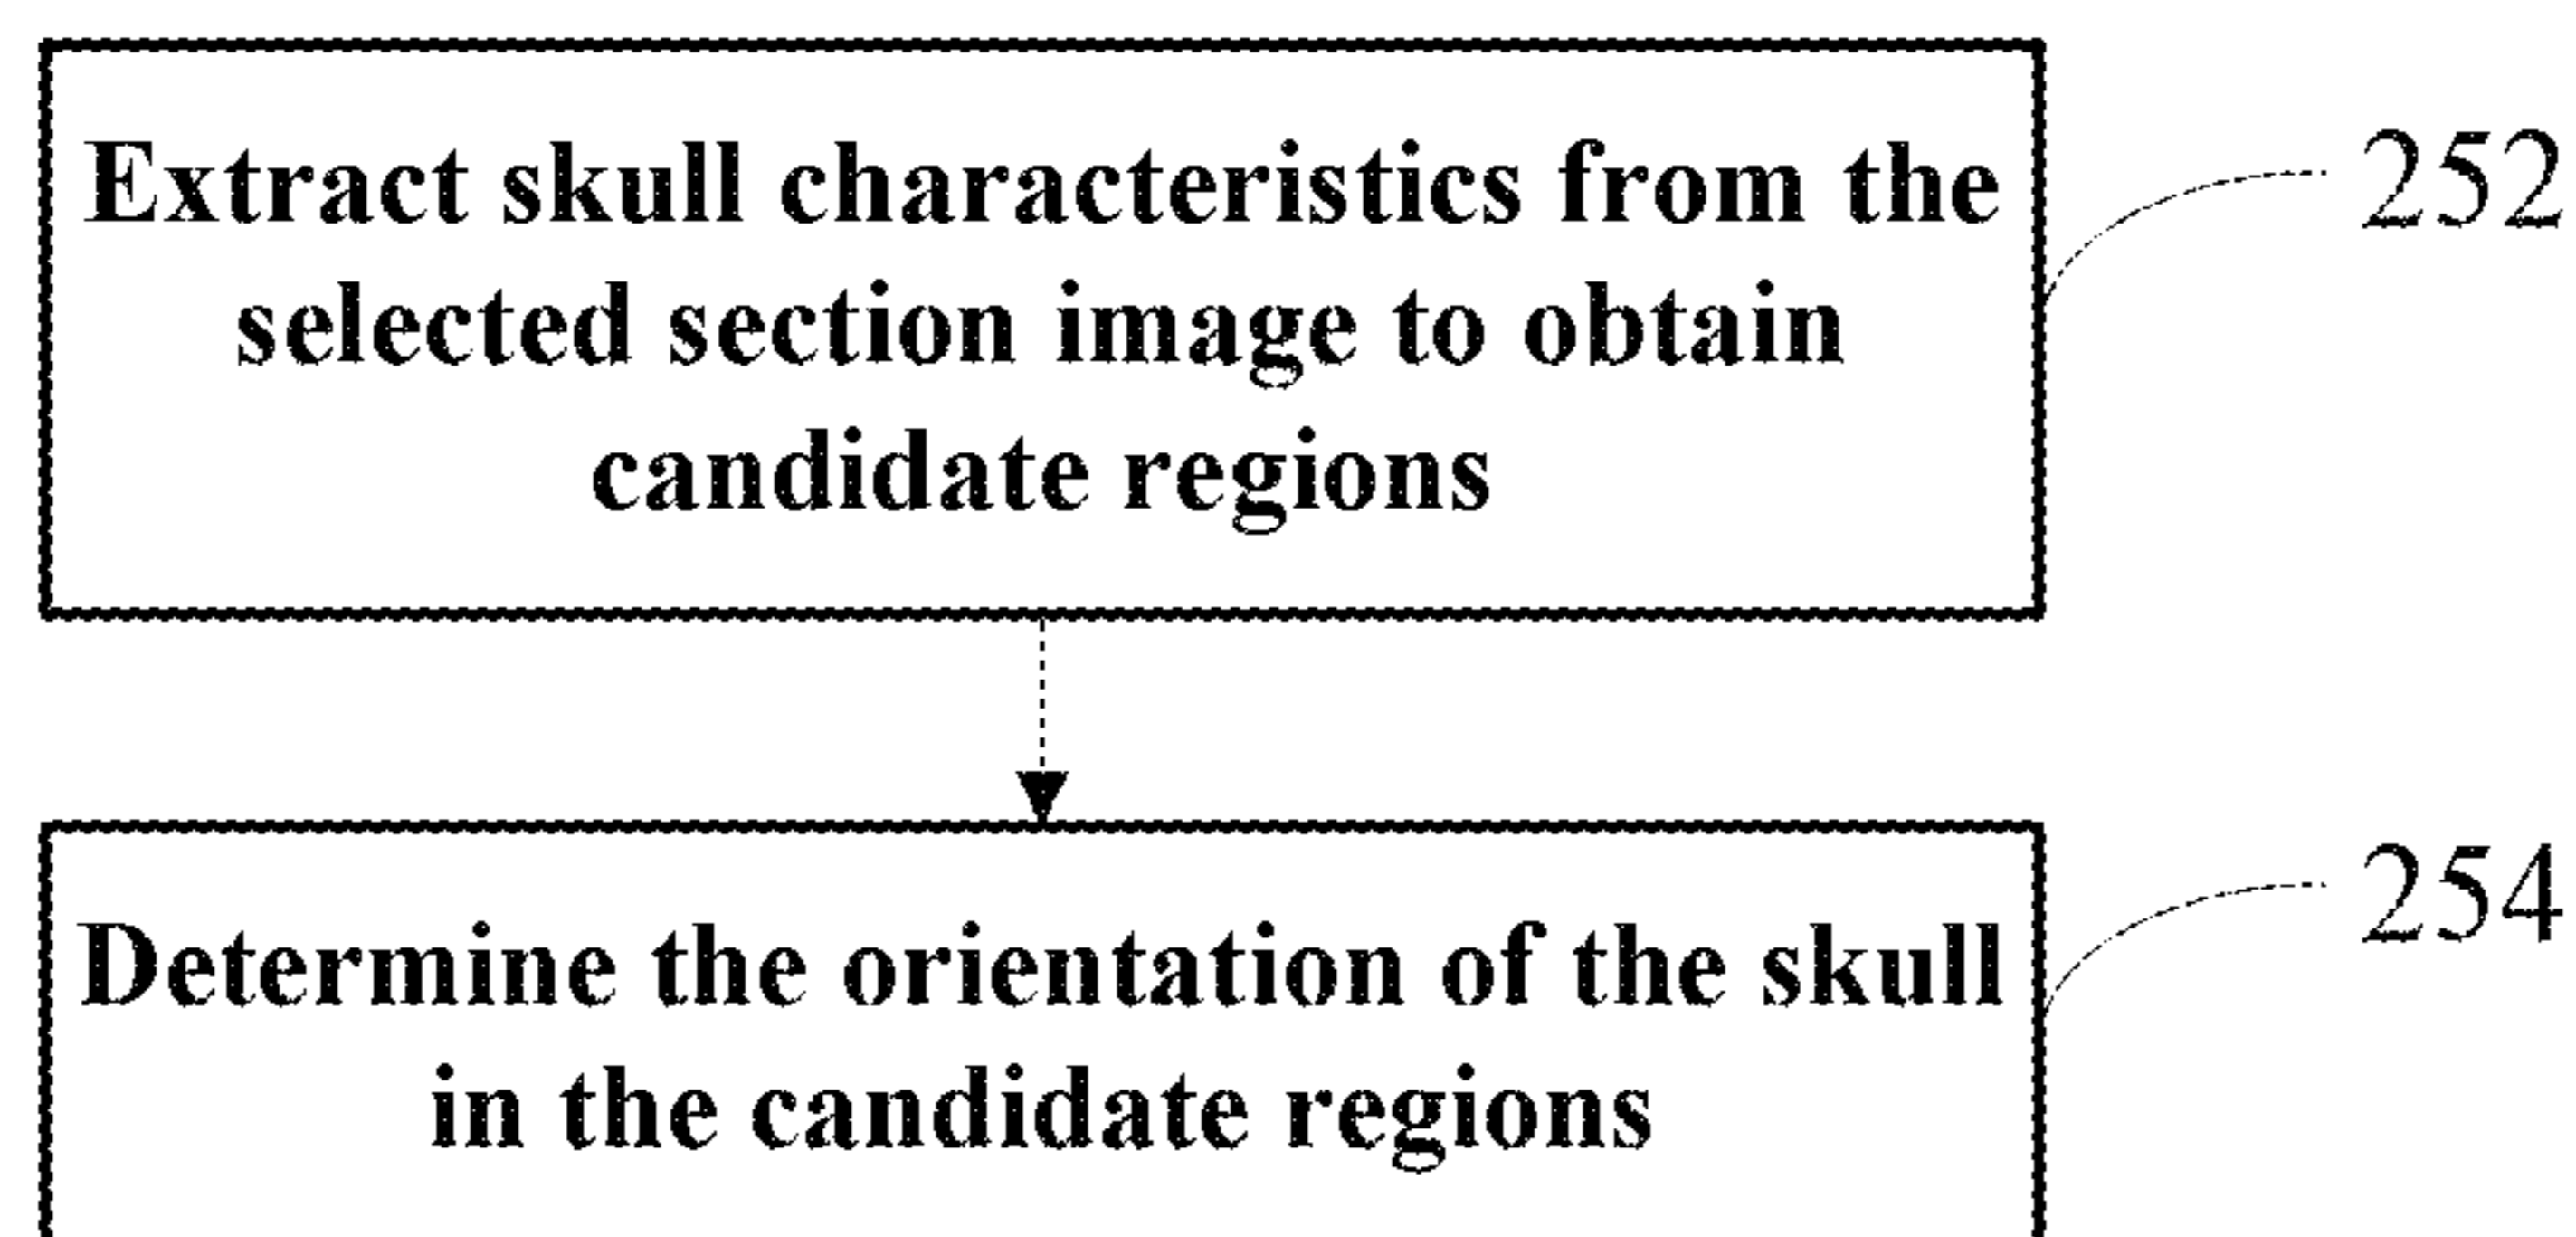 Extract skull characteristics from the
selected section image to obtain
candidate regions
252
Determine the orientation of the skull
in the candidate regions
254